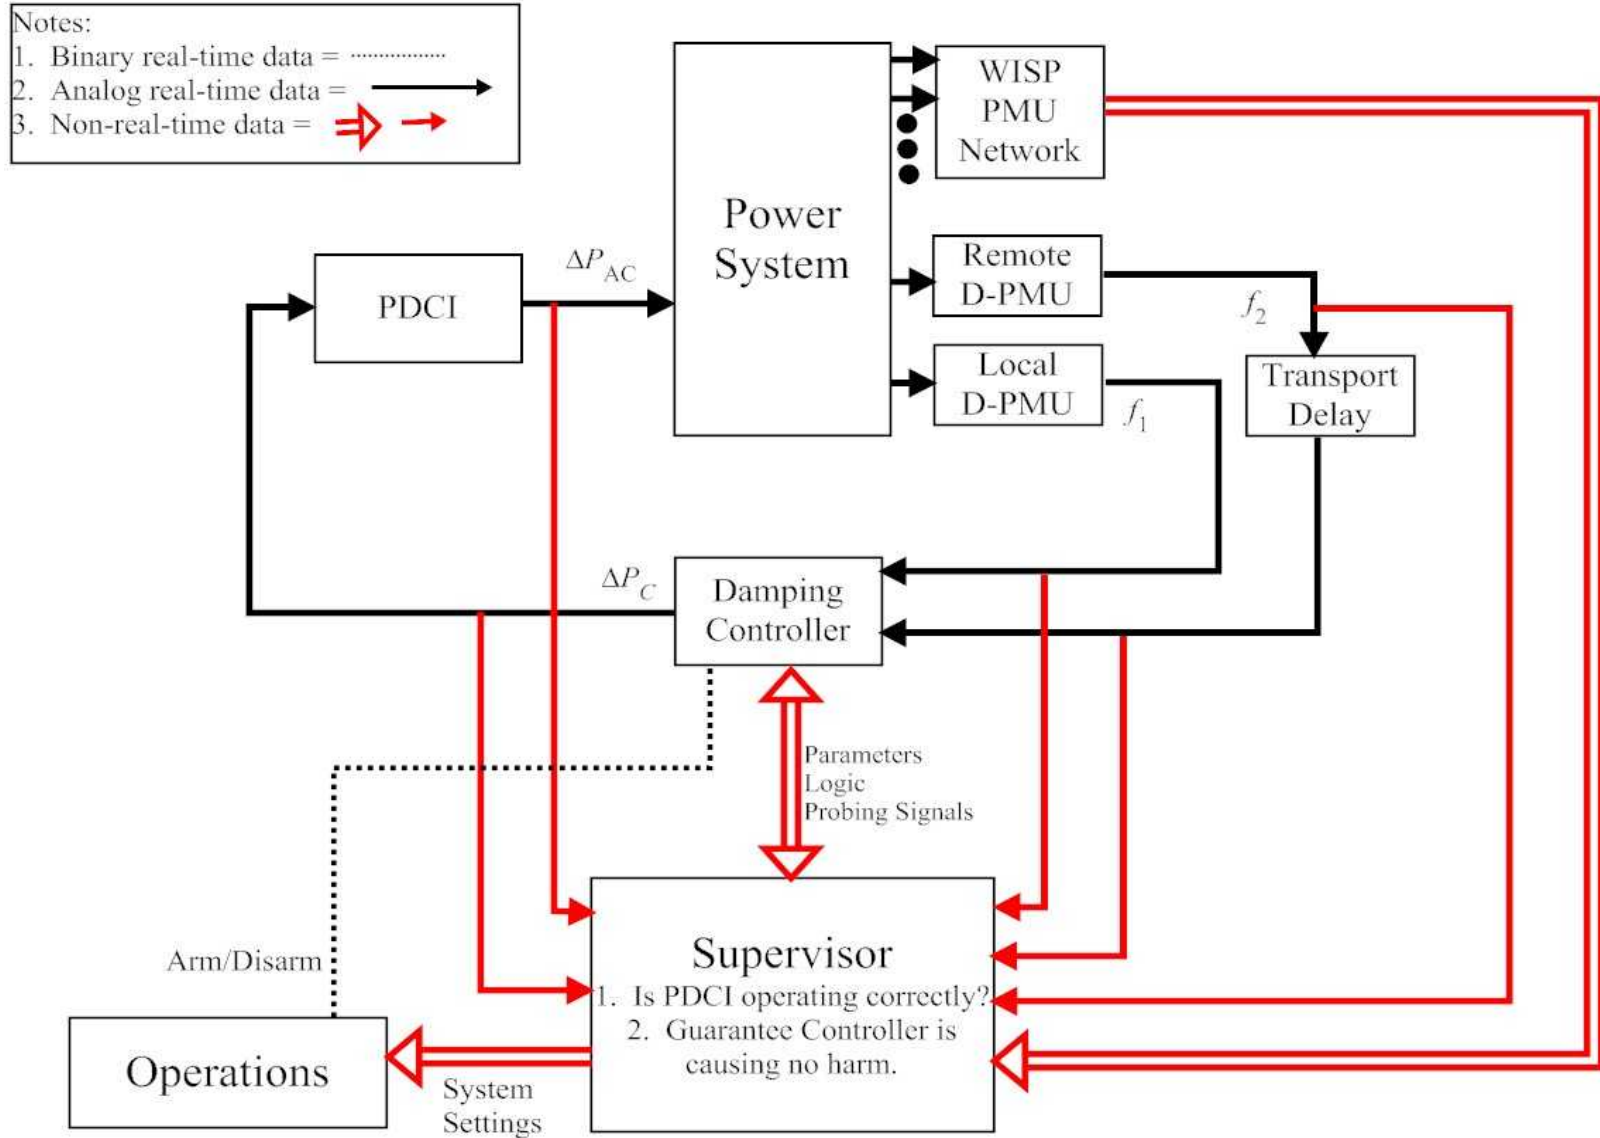 Notes:
1. Binary real-time data =
2. Analog real-time data =
3. Non-real-time data =
Power
System
WISP
PMU
Network
Remote
D-PMU
Local
D-PMU
PDCI
ΔP_AC
f_2
f_1
Transport
Delay
ΔP_C
Damping
Controller
Parameters
Logic
Probing Signals
Arm/Disarm
Supervisor
1. Is PDCI operating correctly?
2. Guarantee Controller is
causing no harm.
Operations
System
Settings